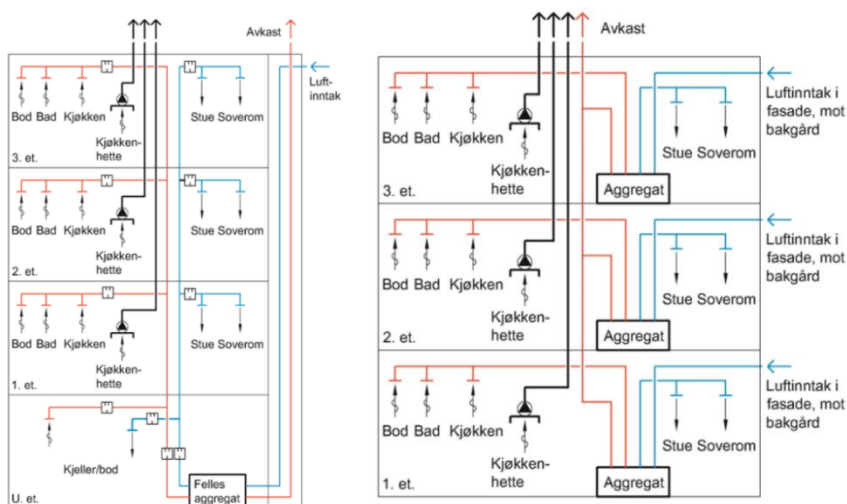 Avkast
Luft-
inntak
Bod Bad Kjøkken
Kjøkken-
hette
Stue Soverom
3. et.
Bod Bad Kjøkken
Kjøkken-
hette
Stue Soverom
2. et.
Bod Bad Kjøkken
Kjøkken-
hette
Stue Soverom
1. et.
Kjeller/bod
Felles
aggregat
U. et.
Avkast
Luftinntak i
fasade, mot
bakgård
Bod Bad Kjøkken
Kjøkken-
hette
Stue Soverom
Aggregat
3. et.
Luftinntak i
fasade, mot
bakgård
Bod Bad Kjøkken
Kjøkken-
hette
Stue Soverom
Aggregat
2. et.
Luftinntak i
fasade, mot
bakgård
Bod Bad Kjøkken
Kjøkken-
hette
Stue Soverom
Aggregat
1. et.